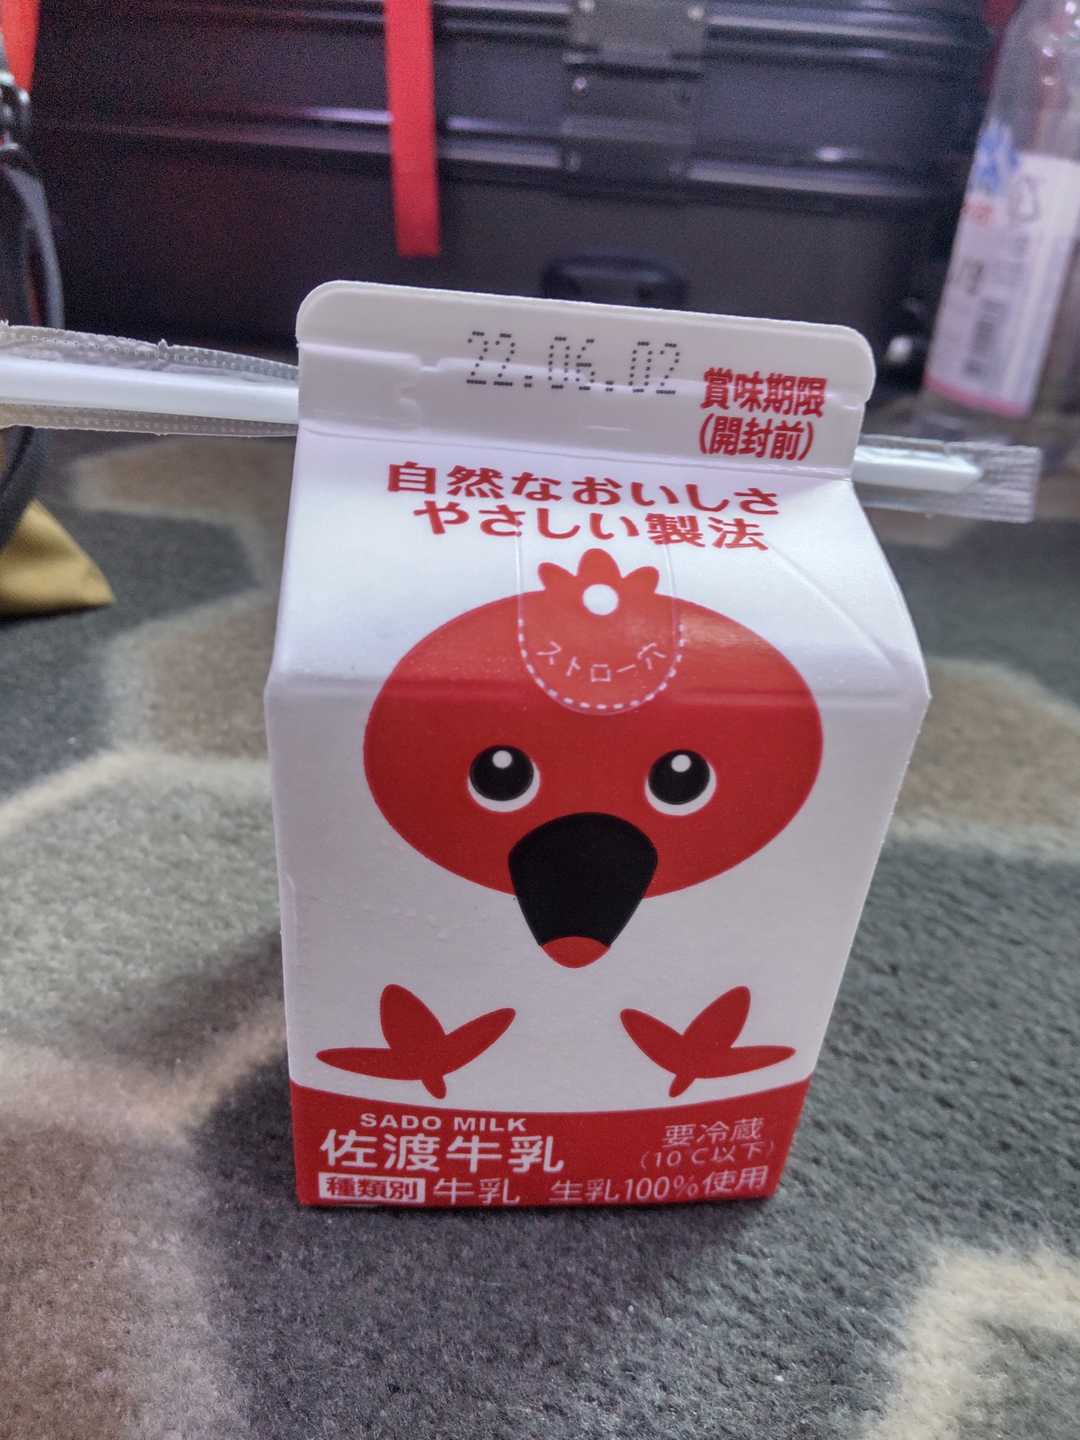 22.06.02
賞味期限
(開封前)
自然なおいしさ
やさしい製法
ストロー穴
SADO MILK
佐渡牛乳
要冷蔵
(10℃以下)
種類別 牛乳 生乳100%使用